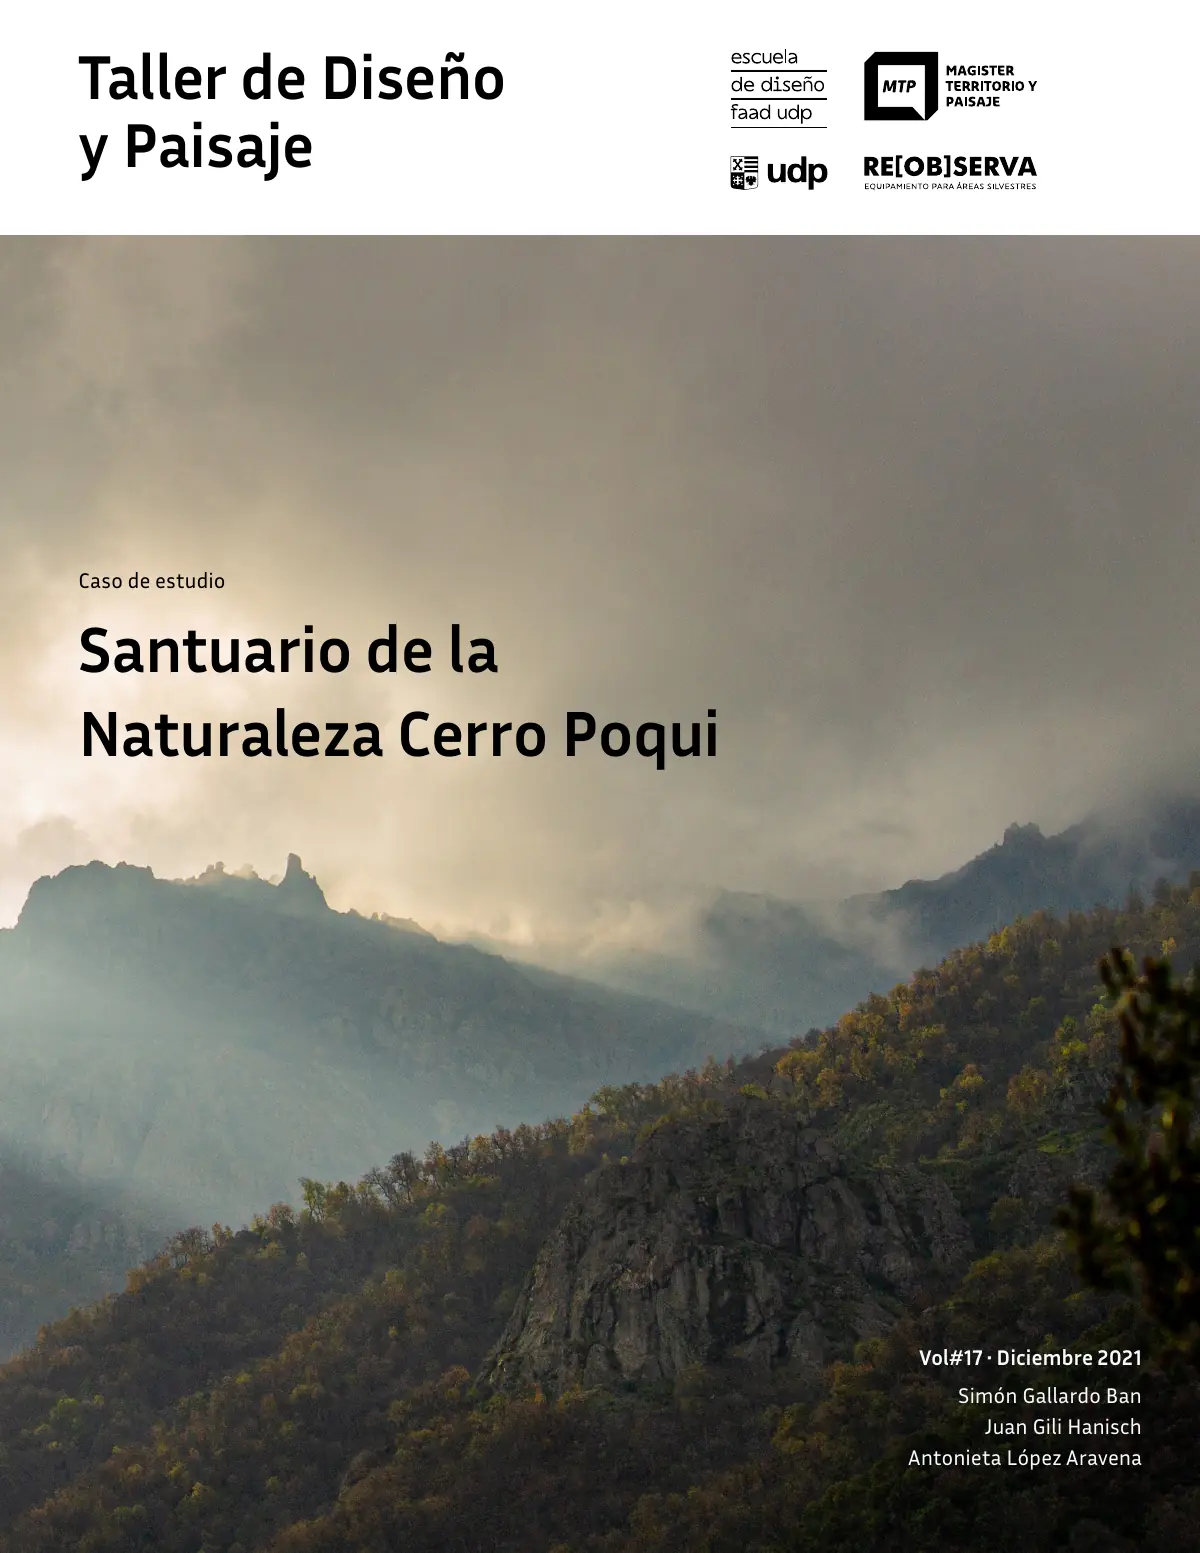 Taller de Diseño
y Paisaje
escuela
de diseño
faad udp
MTP
MAGISTER
TERRITORIO Y
PAISAJE
udp
RE[OB]SERVA
EQUIPAMIENTO PARA ÁREAS SILVESTRES
Caso de estudio
Santuario de la
Naturaleza Cerro Poqui
Vol#17 · Diciembre 2021
Simón Gallardo Ban
Juan Gili Hanisch
Antonieta López Aravena